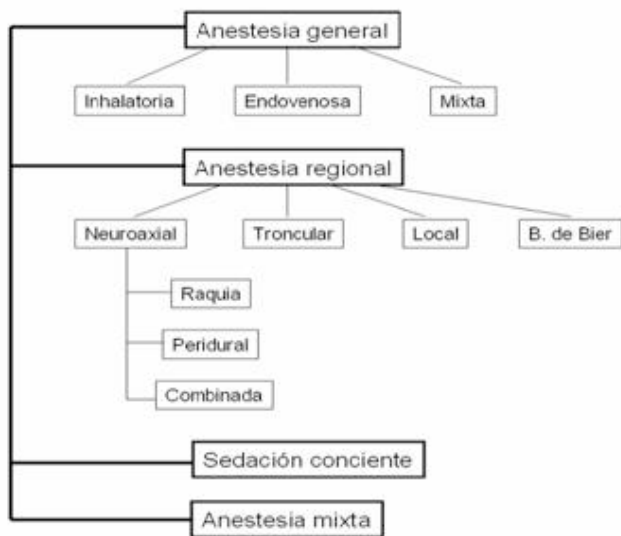 Anestesia general
Inhalatoria
Endovenosa
Mixta
Anestesia regional
Neuroaxial
Troncular
Local
B. de Bier
Raquia
Peridural
Combinada
Sedación conciente
Anestesia mixta